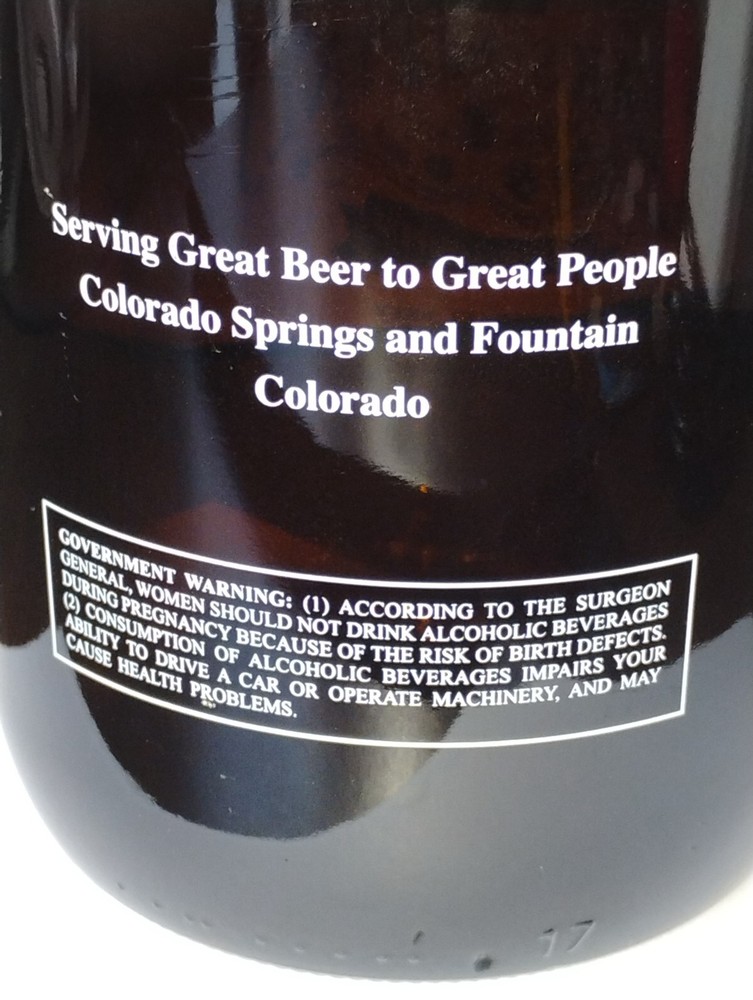 Serving Great Beer to Great People
Colorado Springs and Fountain
Colorado
GOVERNMENT WARNING: (1) ACCORDING TO THE SURGEON
GENERAL, WOMEN SHOULD NOT DRINK ALCOHOLIC BEVERAGES
DURING PREGNANCY BECAUSE OF THE RISK OF BIRTH DEFECTS.
(2) CONSUMPTION OF ALCOHOLIC BEVERAGES IMPAIRS YOUR
ABILITY TO DRIVE A CAR OR OPERATE MACHINERY, AND MAY
CAUSE HEALTH PROBLEMS.
17